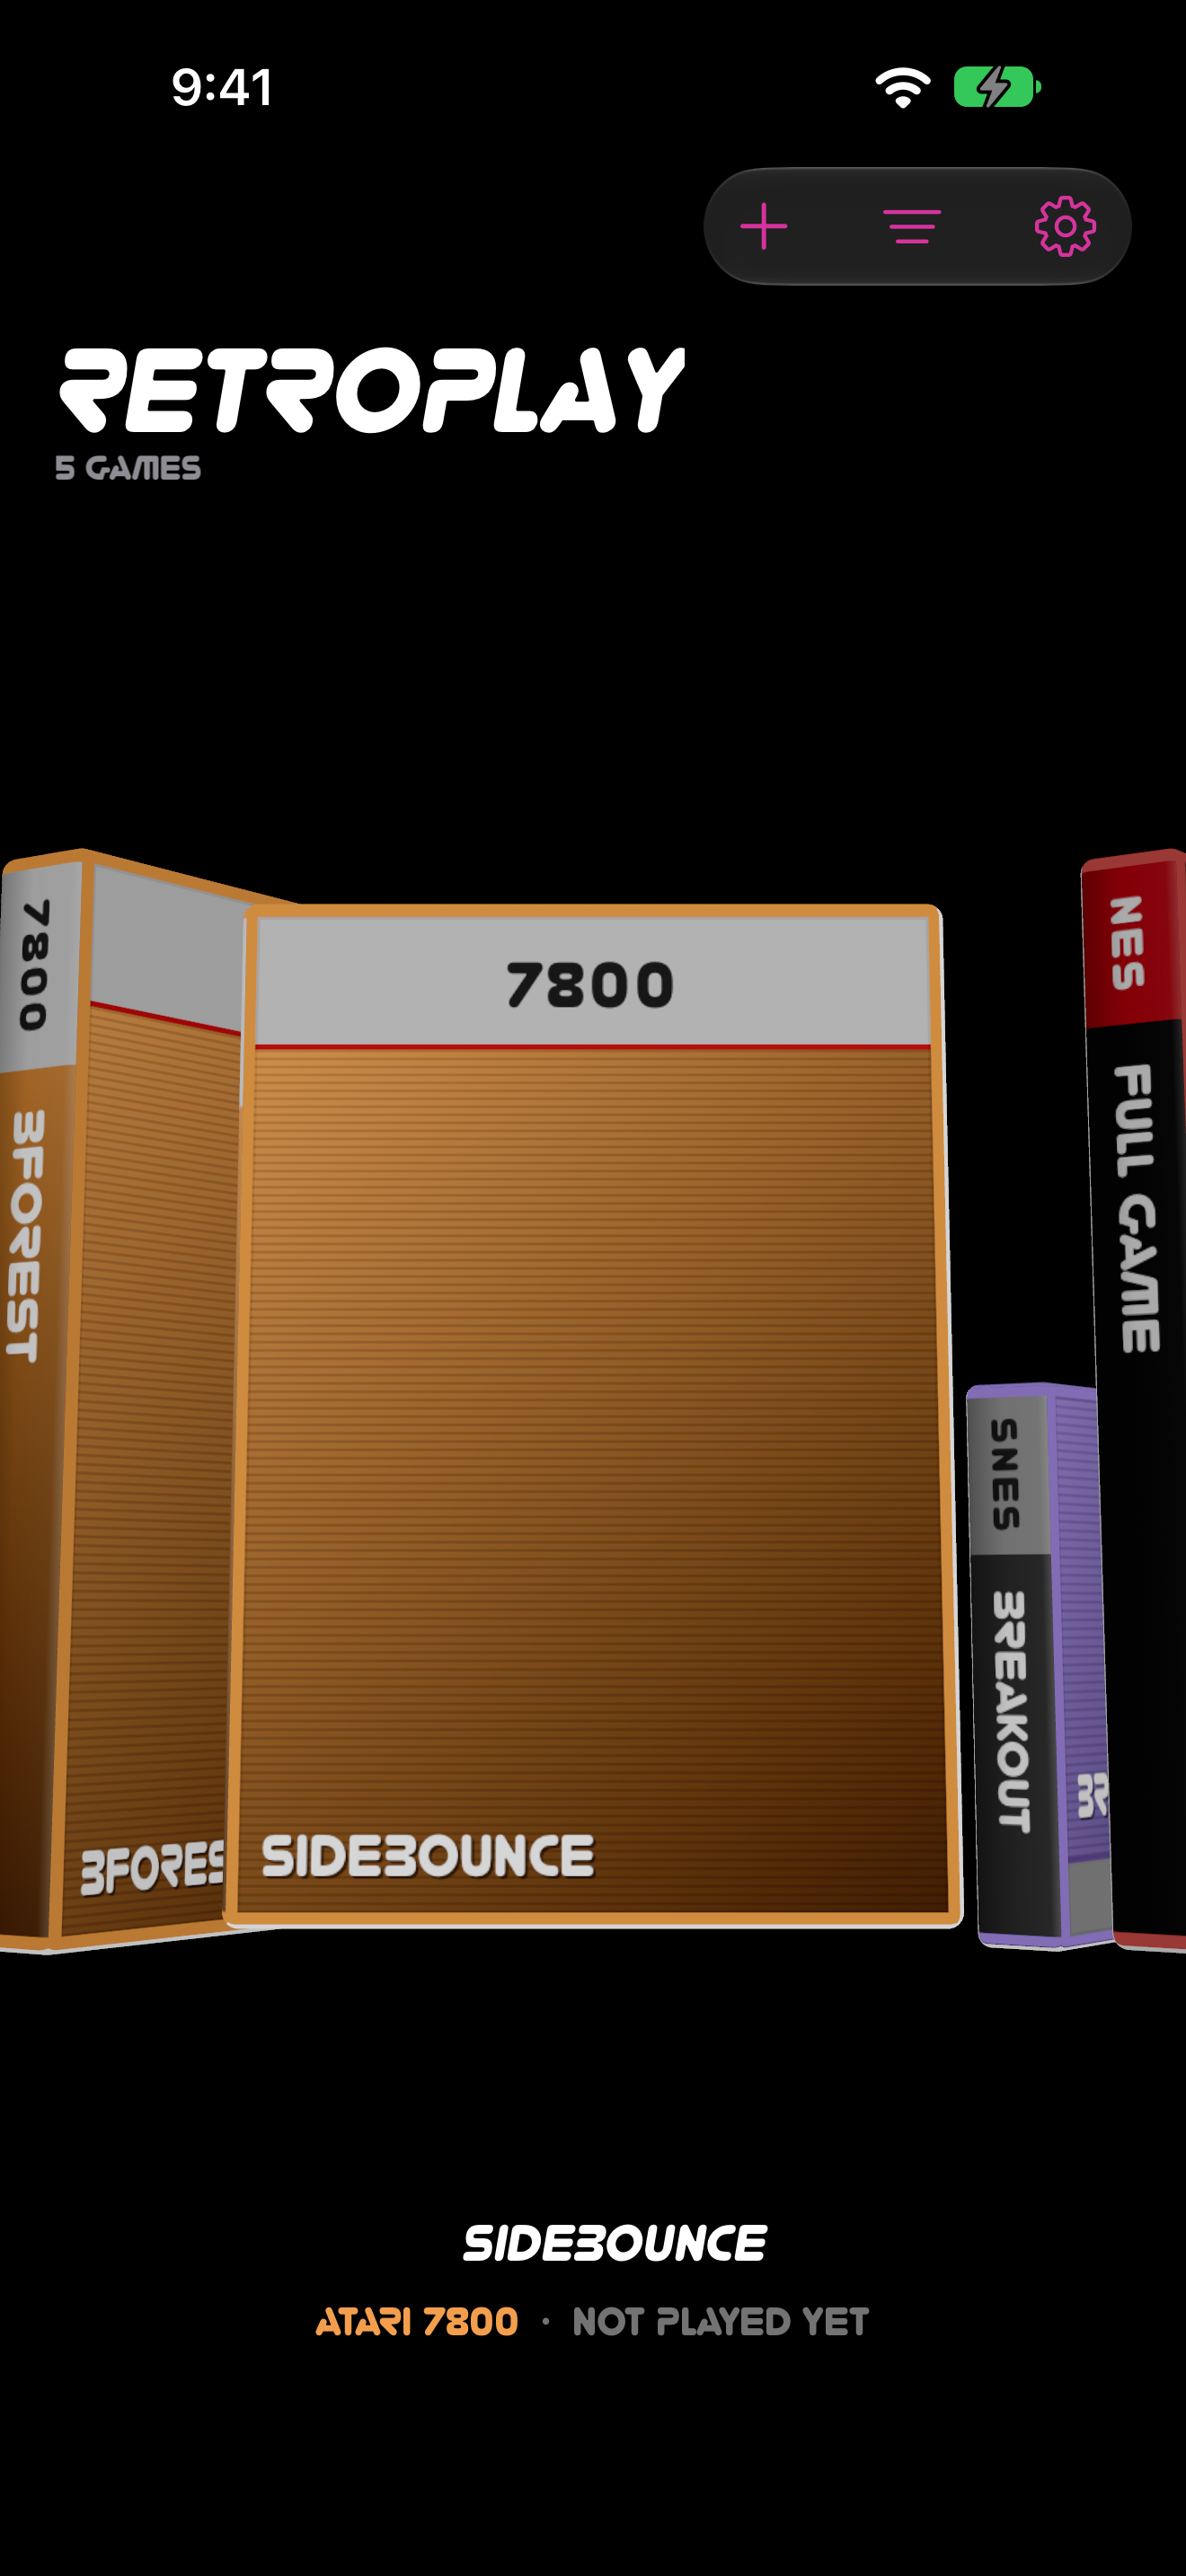 9:41
RETROPLAY
5 GAMES
7800
BFOREST
BFORES
7800
SIDEBOUNCE
SNES
BREAKOUT
BR
NES
FULL GAME
SIDEBOUNCE
ATARI 7800 · NOT PLAYED YET